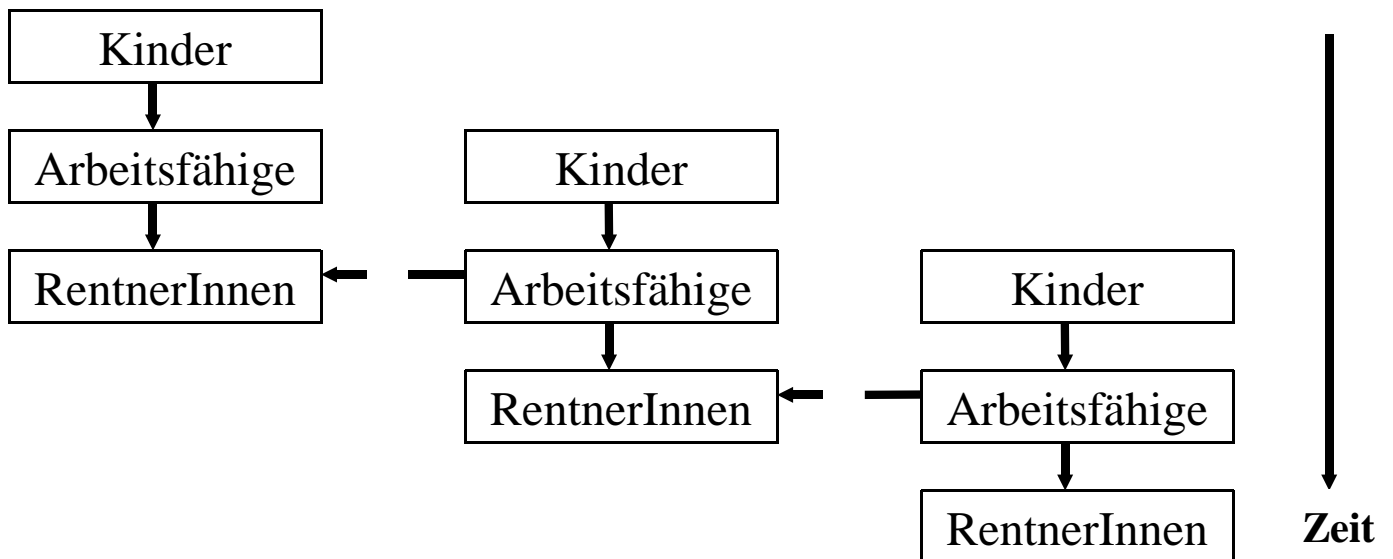 Kinder
Arbeitsfähige
Kinder
RentnerInnen
Arbeitsfähige
Kinder
RentnerInnen
Arbeitsfähige
RentnerInnen
Zeit